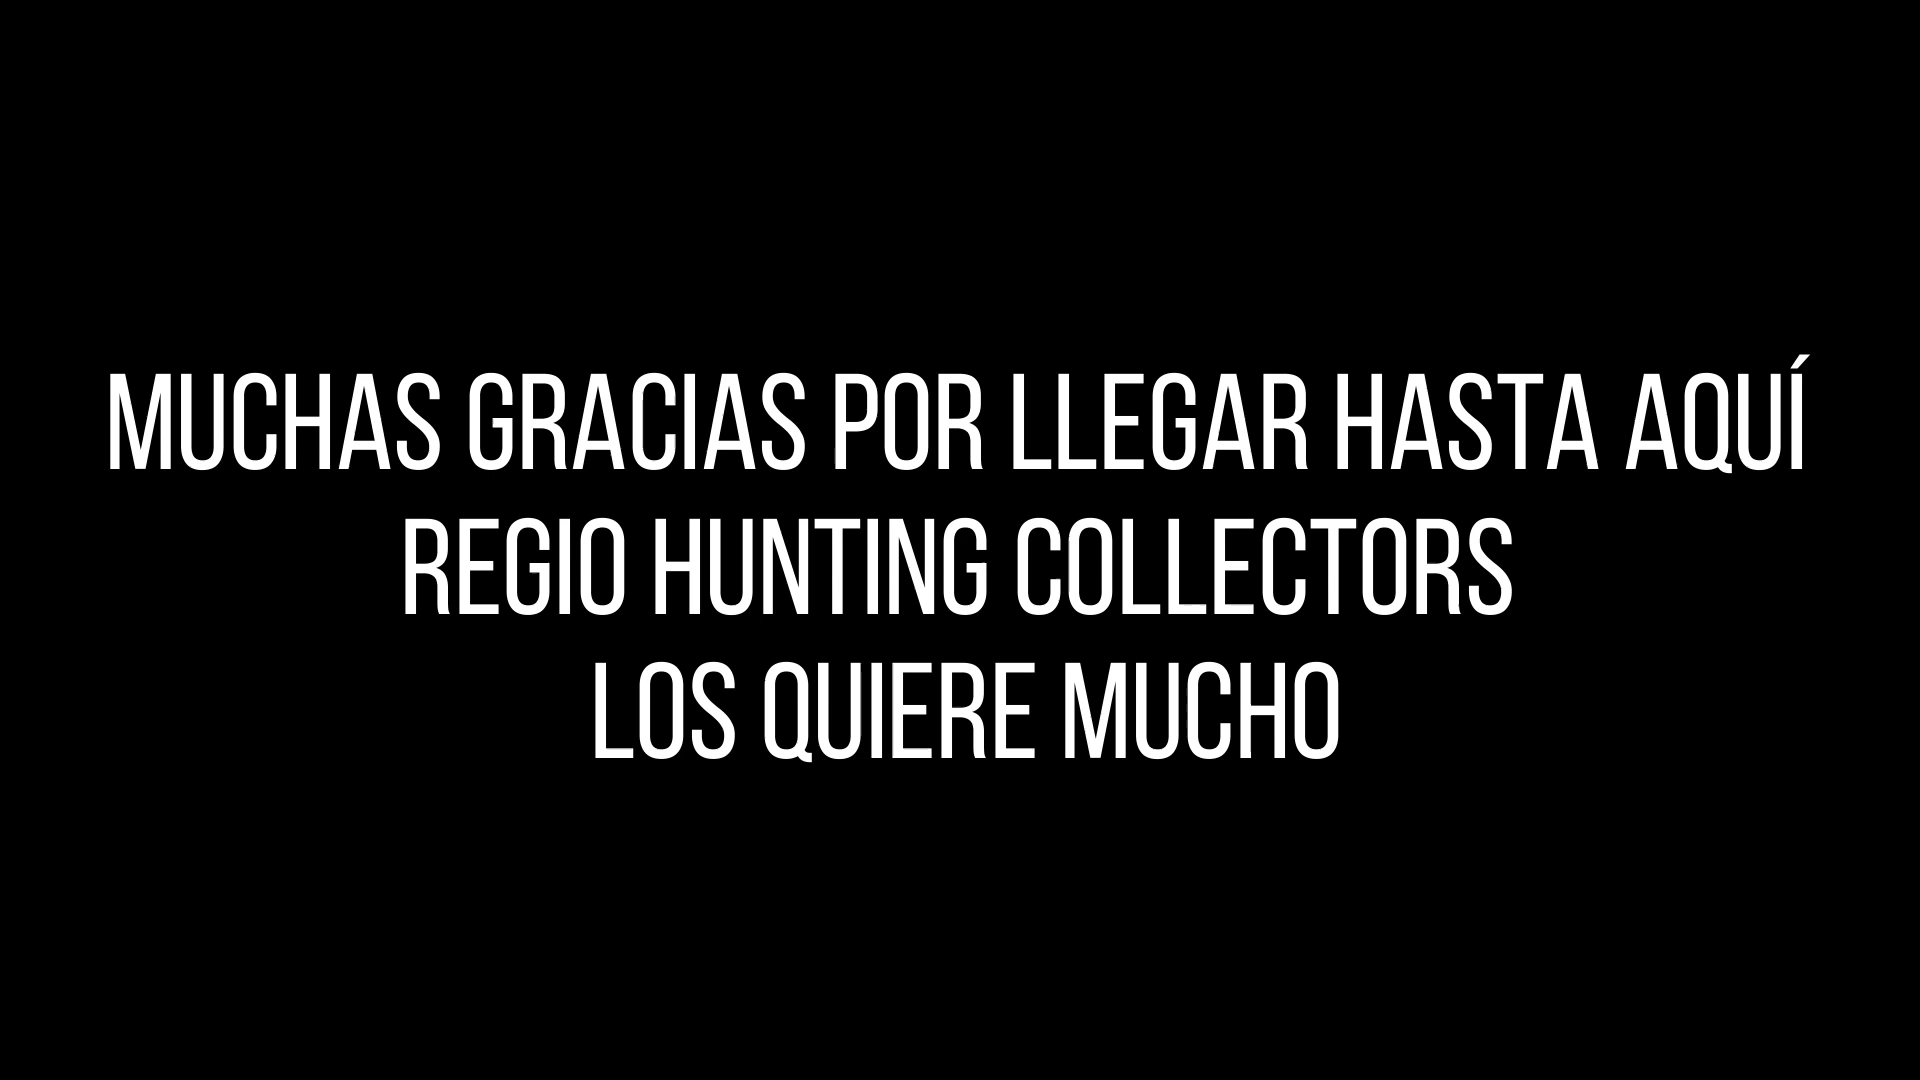 MUCHAS GRACIAS POR LLEGAR HASTA AQUÍ
REGIO HUNTING COLLECTORS
LOS QUIERE MUCHO